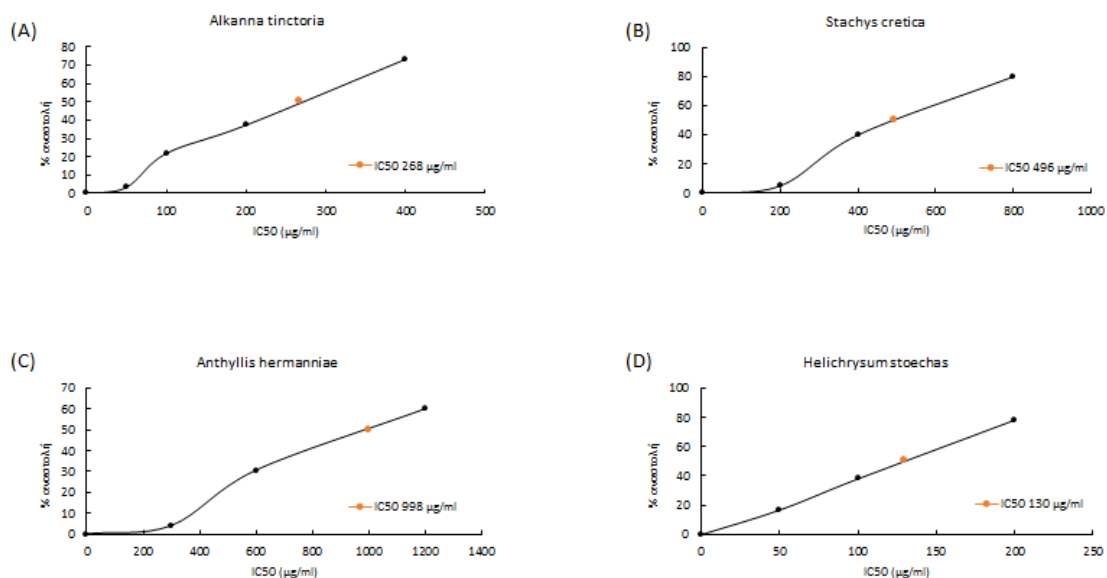 (A)
Alkanna tinctoria
% αναστολή
80
70
60
50
40
30
20
10
0
IC50 268 μg/ml
0 100 200 300 400 500
IC50 (μg/ml)
(B)
Stachys cretica
% αναστολή
100
80
60
40
20
0
IC50 496 μg/ml
0 200 400 600 800 1000
IC50 (μg/ml)
(C)
Anthyllis hermanniae
% αναστολή
70
60
50
40
30
20
10
0
IC50 998 μg/ml
0 200 400 600 800 1000 1200 1400
IC50 (μg/ml)
(D)
Helichrysum stoechas
% αναστολή
100
80
60
40
20
0
IC50 130 μg/ml
0 50 100 150 200 250
IC50 (μg/ml)